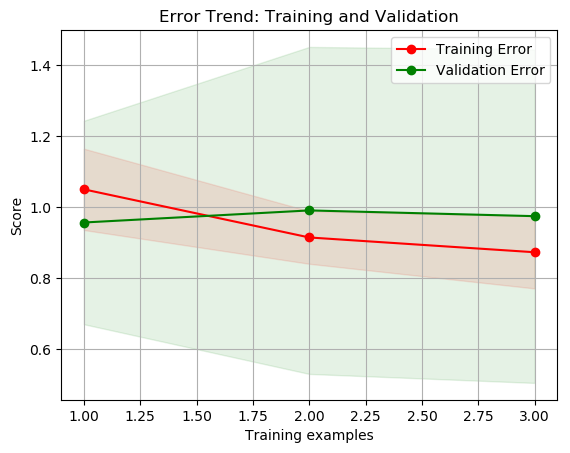 Error Trend: Training and Validation
Training Error
Validation Error
Score
1.4
1.2
1.0
0.8
0.6
1.00 1.25 1.50 1.75 2.00 2.25 2.50 2.75 3.00
Training examples